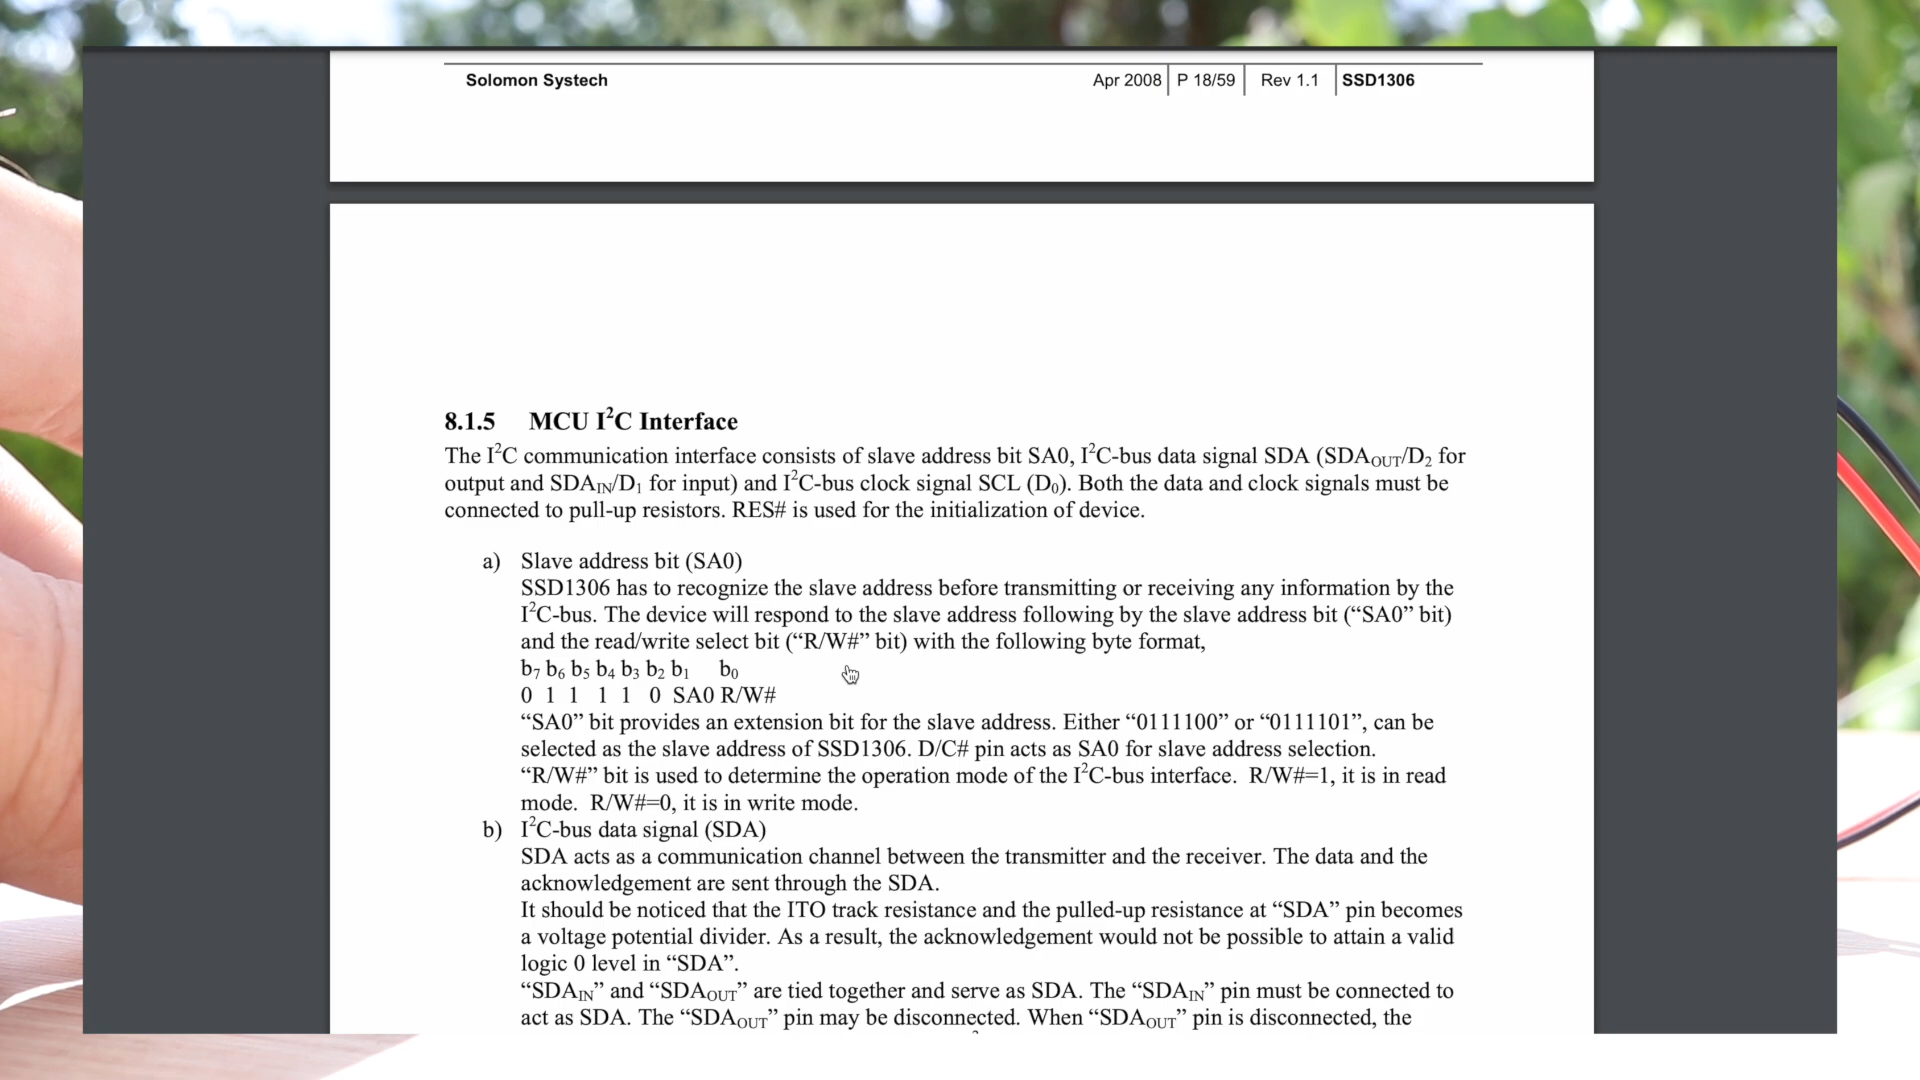 Solomon Systech Apr 2008 P 18/59 Rev 1.1 SSD1306
8.1.5 MCU I²C Interface
The I²C communication interface consists of slave address bit SA0, I²C-bus data signal SDA (SDAOUT/D2 for
output and SDAIN/D1 for input) and I²C-bus clock signal SCL (D0). Both the data and clock signals must be
connected to pull-up resistors. RES# is used for the initialization of device.
a) Slave address bit (SA0)
SSD1306 has to recognize the slave address before transmitting or receiving any information by the
I²C-bus. The device will respond to the slave address following by the slave address bit (“SA0” bit)
and the read/write select bit (“R/W#” bit) with the following byte format,
b7 b6 b5 b4 b3 b2 b1 b0
0 1 1 1 1 0 SA0 R/W#
“SA0” bit provides an extension bit for the slave address. Either “0111100” or “0111101”, can be
selected as the slave address of SSD1306. D/C# pin acts as SA0 for slave address selection.
“R/W#” bit is used to determine the operation mode of the I²C-bus interface. R/W#=1, it is in read
mode. R/W#=0, it is in write mode.
b) I²C-bus data signal (SDA)
SDA acts as a communication channel between the transmitter and the receiver. The data and the
acknowledgement are sent through the SDA.
It should be noticed that the ITO track resistance and the pulled-up resistance at “SDA” pin becomes
a voltage potential divider. As a result, the acknowledgement would not be possible to attain a valid
logic 0 level in “SDA”.
“SDAIN” and “SDAOUT” are tied together and serve as SDA. The “SDAIN” pin must be connected to
act as SDA. The “SDAOUT” pin may be disconnected. When “SDAOUT” pin is disconnected, the